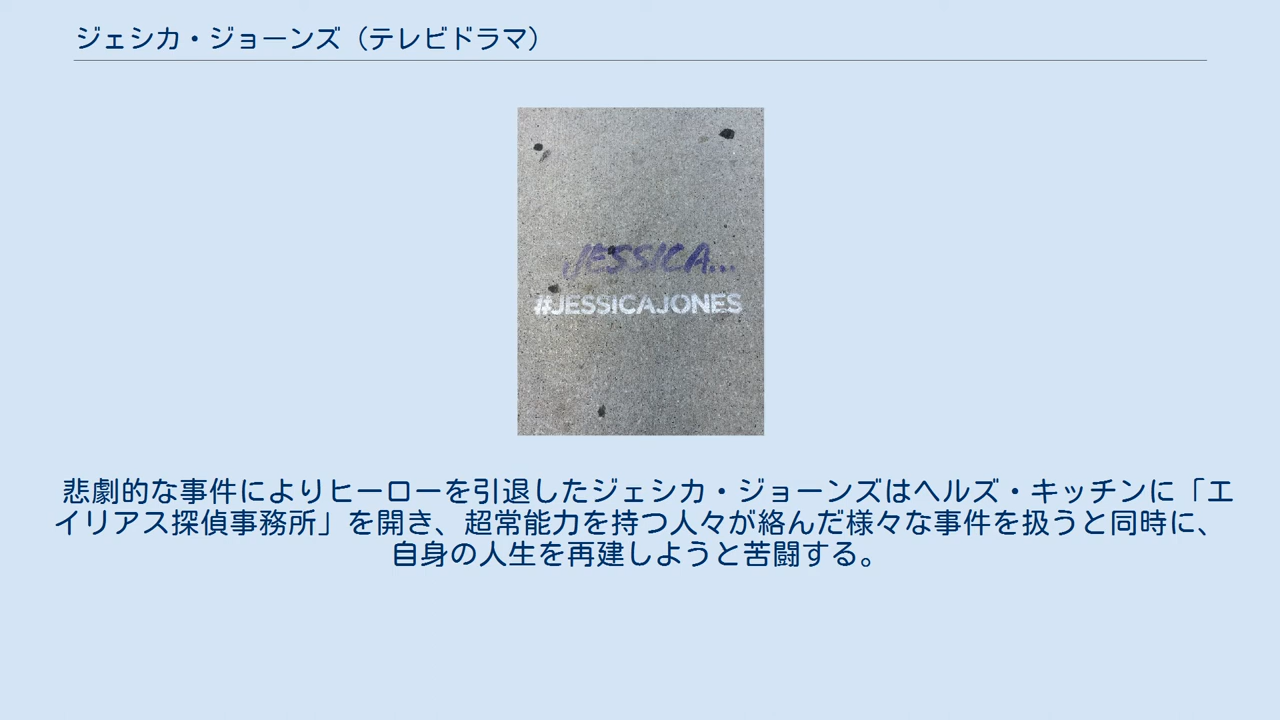 ジェシカ・ジョーンズ（テレビドラマ）
JESSICA...
#JESSICAJONES
悲劇的な事件によりヒーローを引退したジェシカ・ジョーンズはヘルズ・キッチンに「エ
イリアス探偵事務所」を開き、超常能力を持つ人々が絡んだ様々な事件を扱うと同時に、
自身の人生を再建しようと苦闘する。